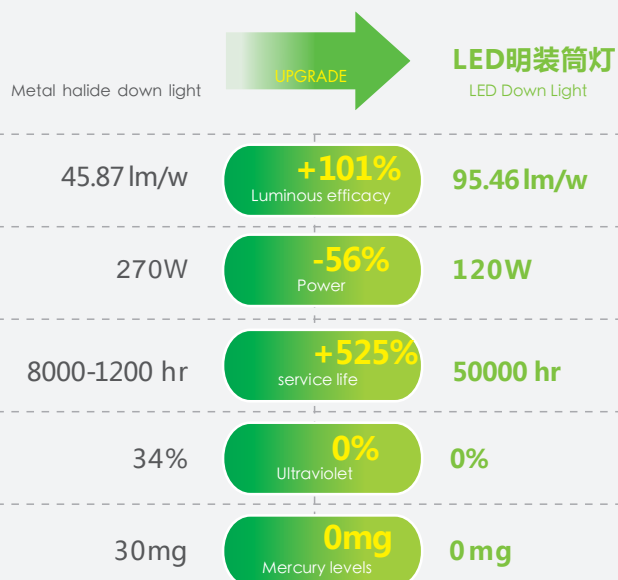 LED明装筒灯
UPGRADE
Metal halide down light
LED Down Light
45.87 lm/w
+101%
Luminous efficacy
95.46 lm/w
270W
-56%
Power
120W
8000-1200 hr
+525%
service life
50000 hr
34%
0%
Ultraviolet
0%
30mg
0mg
Mercury levels
0mg